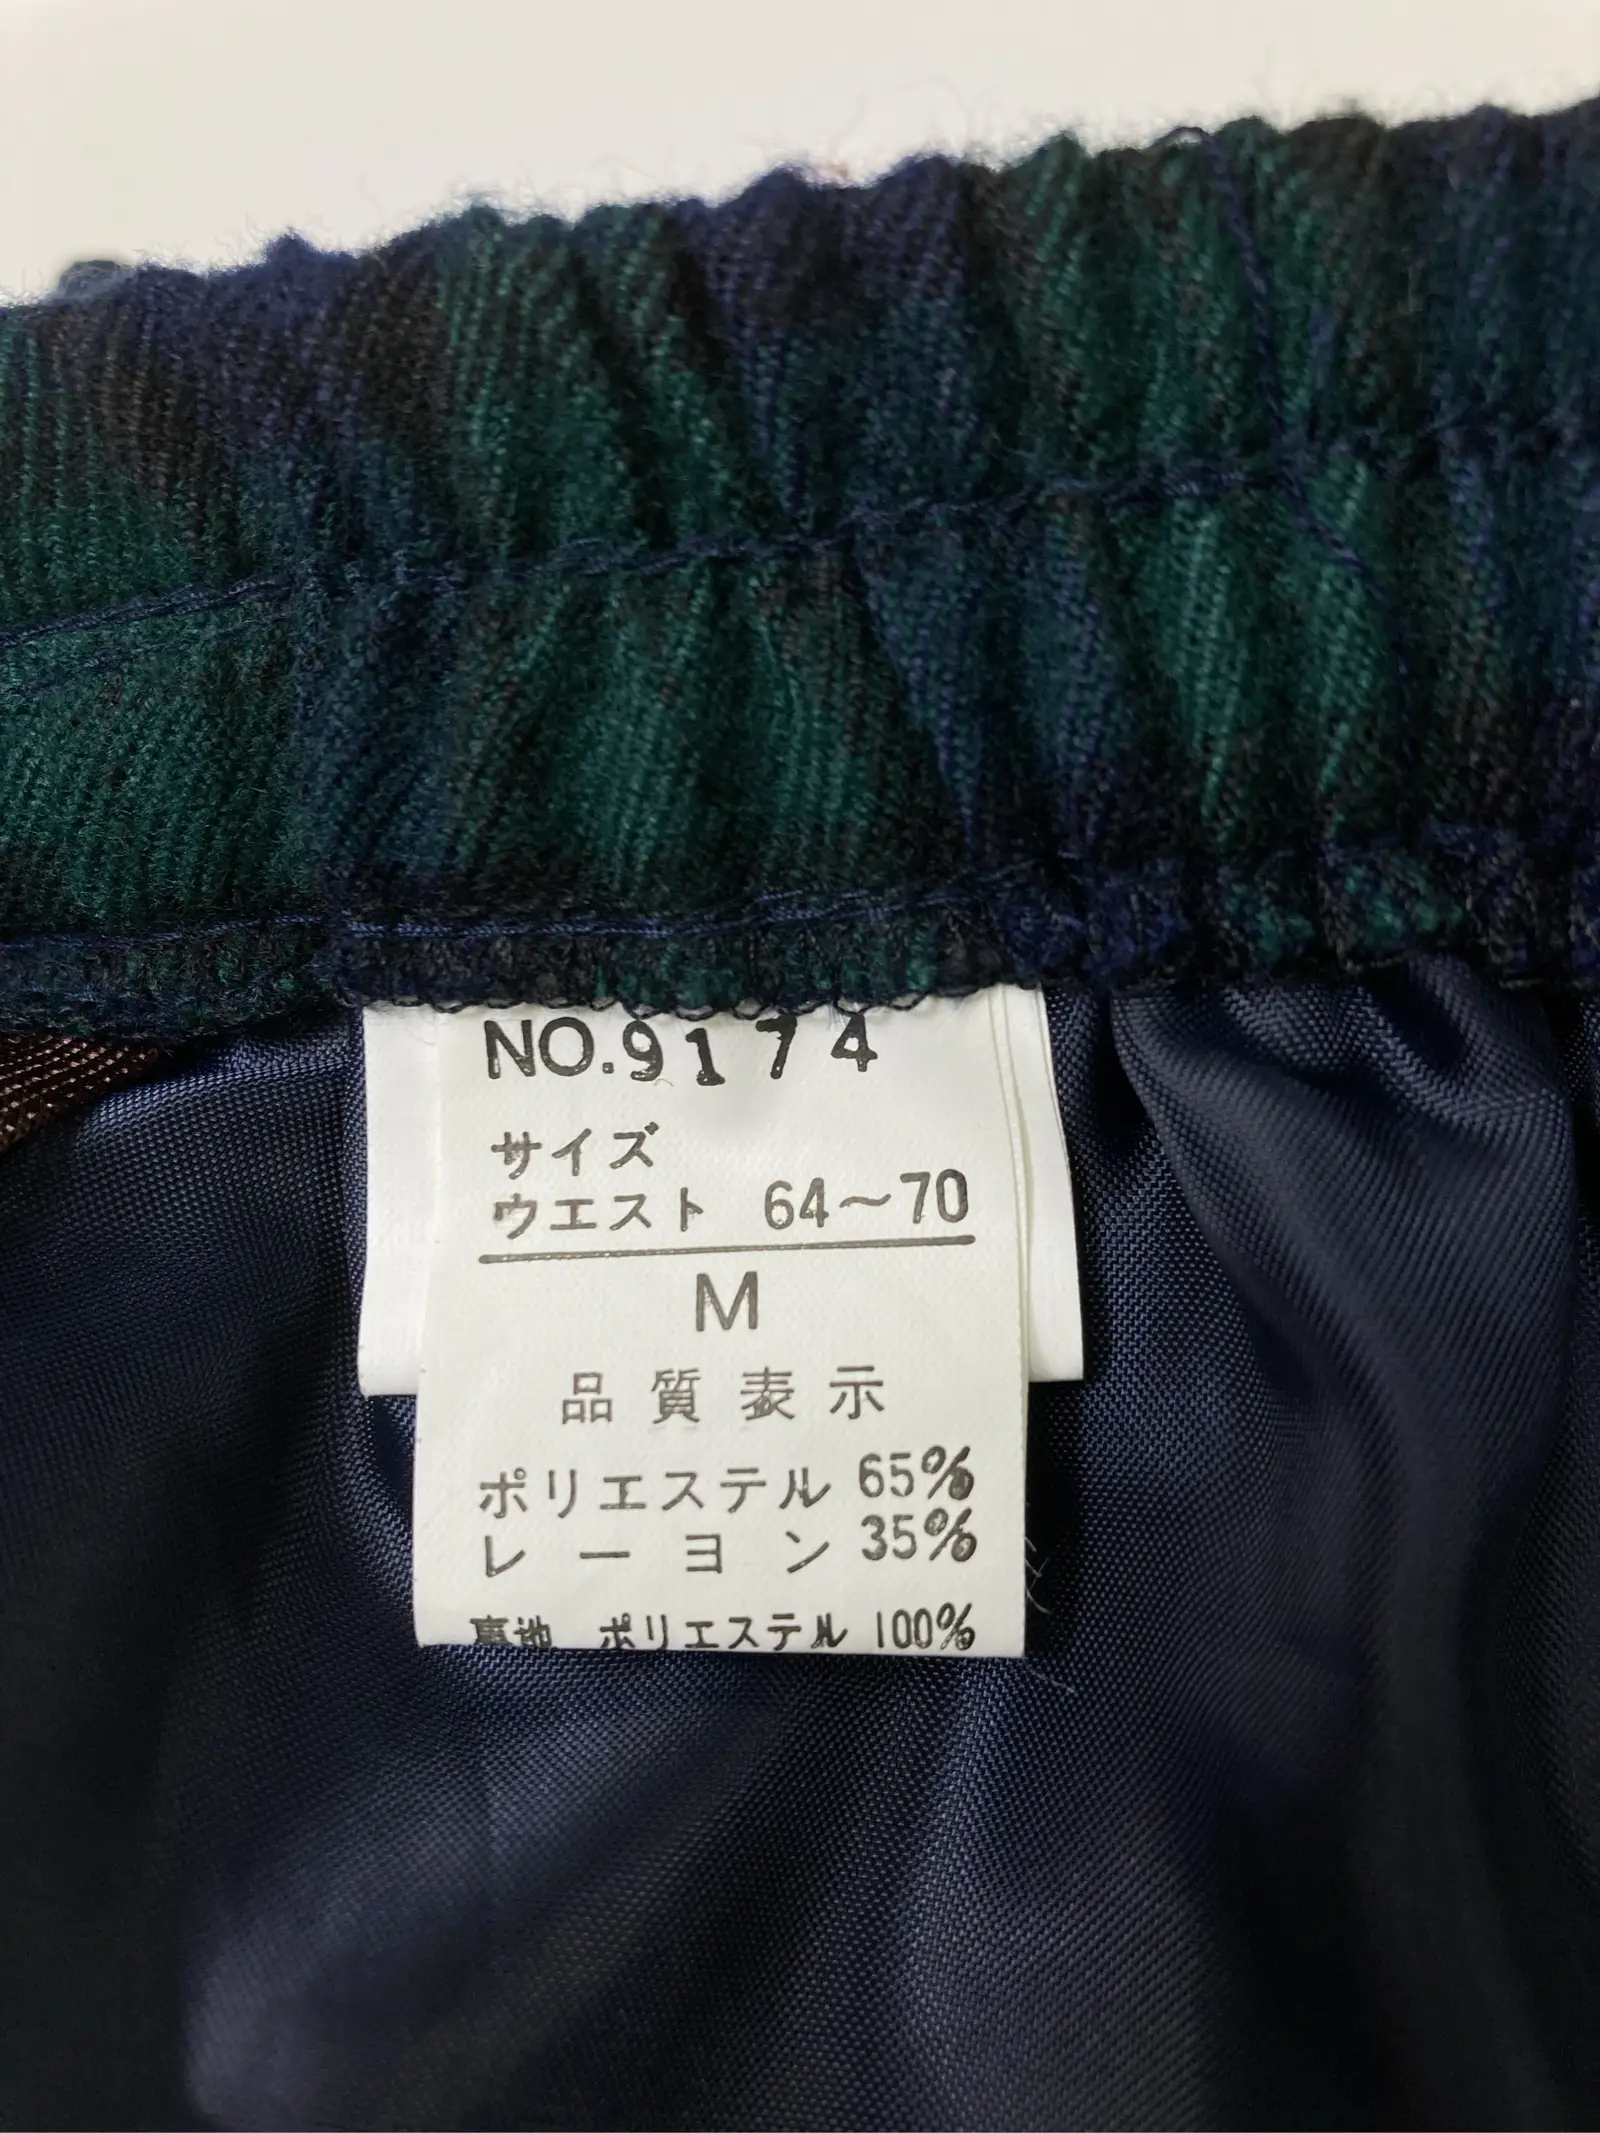 NO.9174
サイズ
ウエスト 64〜70
M
品質表示
ポリエステル 65%
レーヨン 35%
裏地 ポリエステル 100%